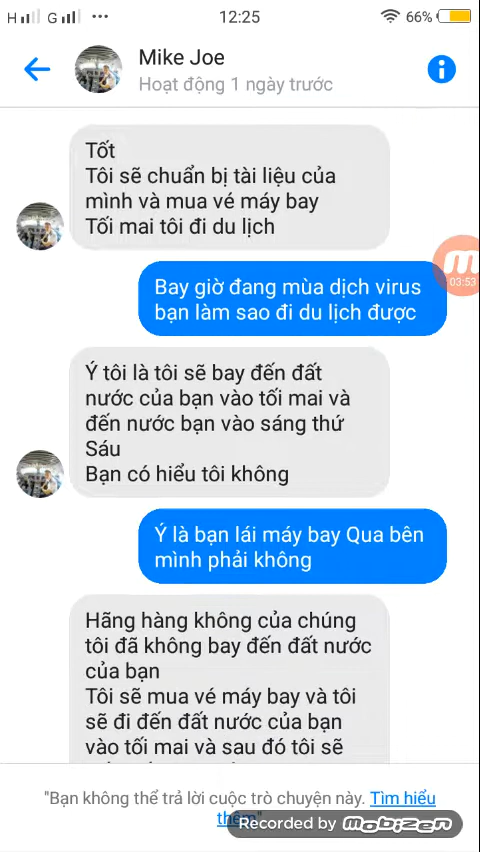 H G ...
12:25
66%
Mike Joe
Hoạt động 1 ngày trước
Tốt
Tôi sẽ chuẩn bị tài liệu của
mình và mua vé máy bay
Tối mai tôi đi du lịch
03:53
Bay giờ đang mùa dịch virus
bạn làm sao đi du lịch được
Ý tôi là tôi sẽ bay đến đất
nước của bạn vào tối mai và
đến nước bạn vào sáng thứ
Sáu
Bạn có hiểu tôi không
Ý là bạn lái máy bay Qua bên
mình phải không
Hãng hàng không của chúng
tôi đã không bay đến đất nước
của bạn
Tôi sẽ mua vé máy bay và tôi
sẽ đi đến đất nước của bạn
vào tối mai và sau đó tôi sẽ
"Bạn không thể trả lời cuộc trò chuyện này. Tìm hiểu
thêm"
Recorded by mobizen